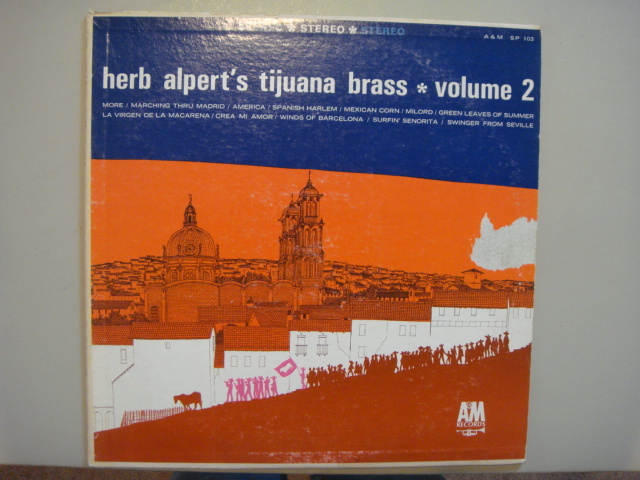 * STEREO * STEREO
A & M SP 103
herb alpert's tijuana brass * volume 2
MORE / MARCHING THRU MADRID / AMERICA / SPANISH HARLEM / MEXICAN CORN / MILORD / GREEN LEAVES OF SUMMER
LA VIRGEN DE LA MACARENA / CREA MI AMOR / WINDS OF BARCELONA / SURFIN' SENORITA / SWINGER FROM SEVILLE
A&M
RECORDS